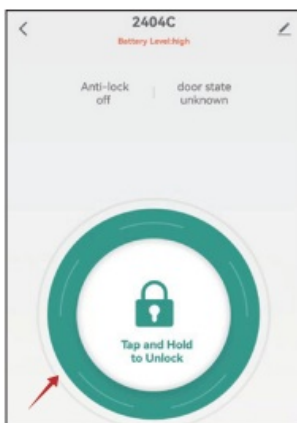 2404C
Battery Level:high
Anti-lock
off
door state
unknown
Tap and Hold
to Unlock